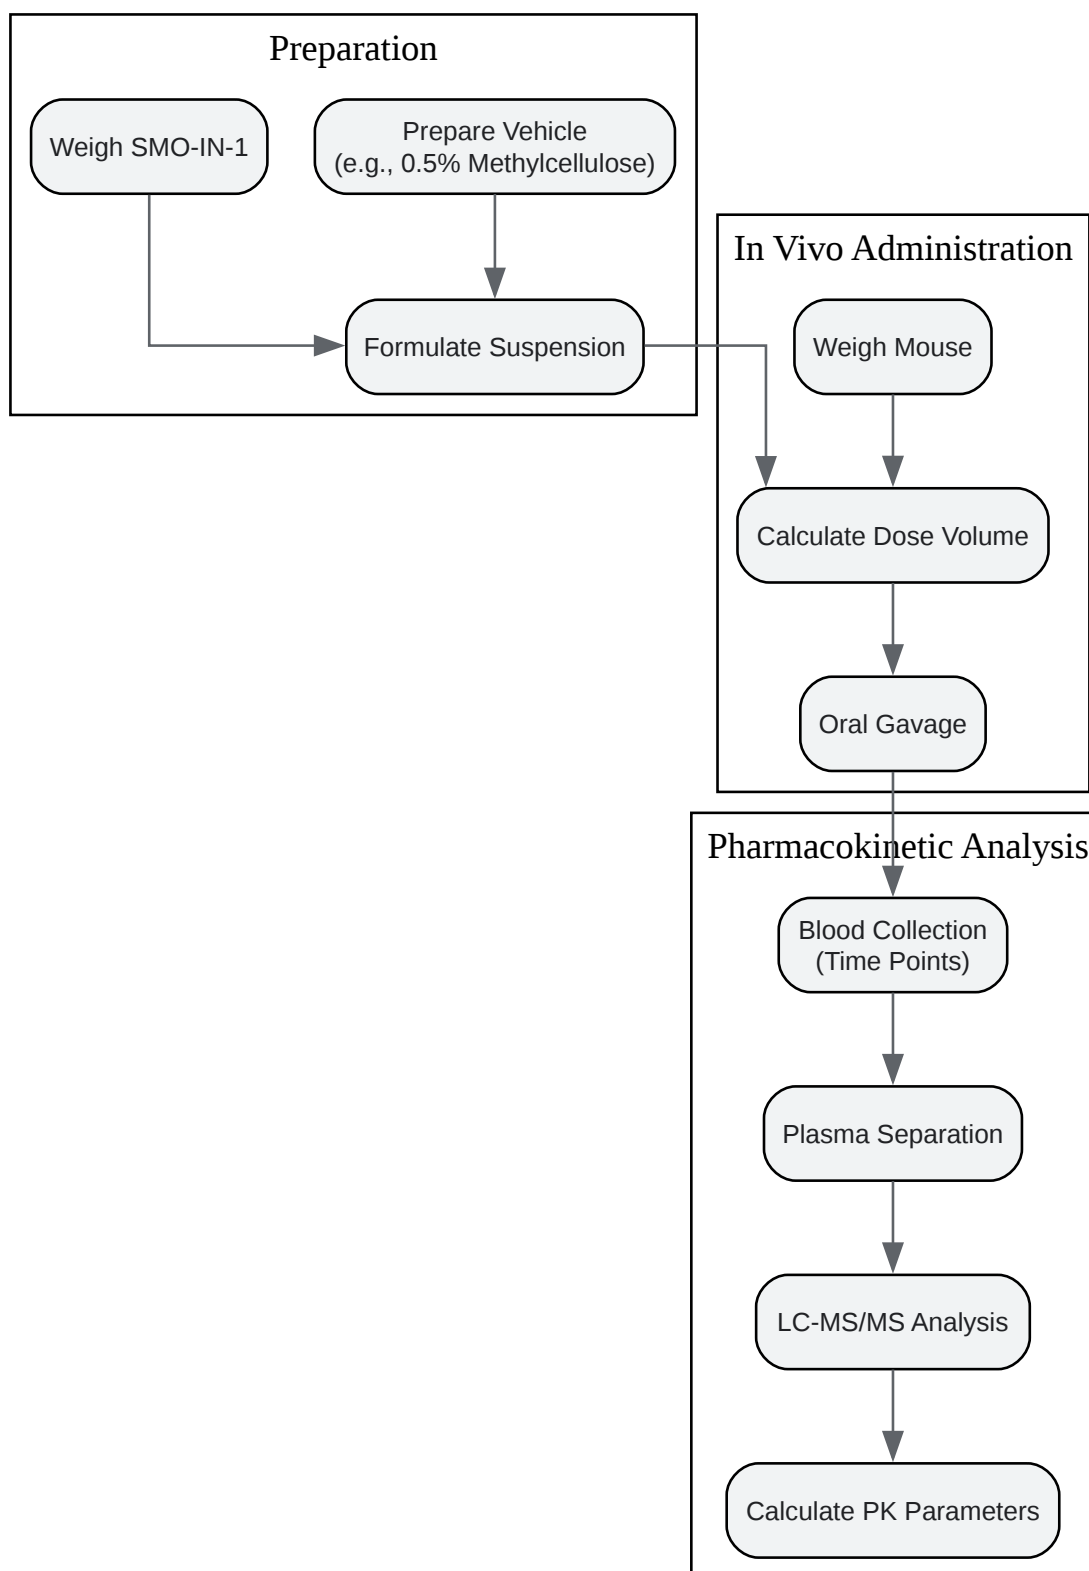 Preparation
Weigh SMO-IN-1
Prepare Vehicle
(e.g., 0.5% Methylcellulose)
Formulate Suspension
In Vivo Administration
Weigh Mouse
Calculate Dose Volume
Oral Gavage
Pharmacokinetic Analysis
Blood Collection
(Time Points)
Plasma Separation
LC-MS/MS Analysis
Calculate PK Parameters